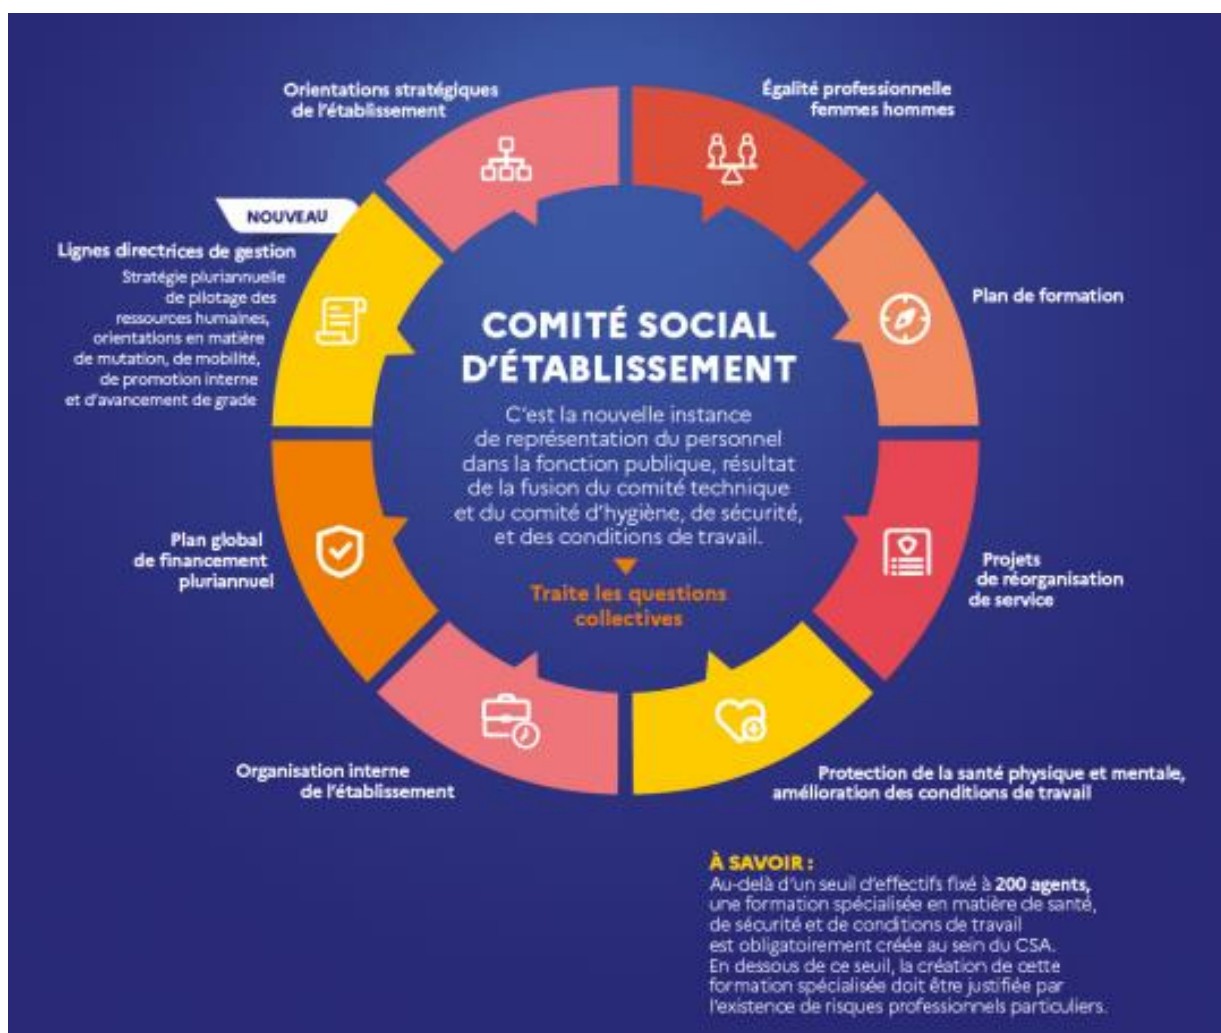 Orientations stratégiques
de l'établissement
Égalité professionnelle
femmes hommes
NOUVEAU
Lignes directrices de gestion
Stratégie pluriannuelle
de pilotage des
ressources humaines,
orientations en matière
de mutation, de mobilité,
de promotion interne
et d'avancement de grade
Plan de formation
COMITÉ SOCIAL
D'ÉTABLISSEMENT
C'est la nouvelle instance
de représentation du personnel
dans la fonction publique, résultat
de la fusion du comité technique
et du comité d'hygiène, de sécurité,
et des conditions de travail.
Traite les questions
collectives
Plan global
de financement
pluriannuel
Projets
de réorganisation
de service
Organisation interne
de l'établissement
Protection de la santé physique et mentale,
amélioration des conditions de travail
À SAVOIR :
Au-delà d'un seuil d'effectifs fixé à 200 agents,
une formation spécialisée en matière de santé,
de sécurité et de conditions de travail
est obligatoirement créée au sein du CSA.
En dessous de ce seuil, la création de cette
formation spécialisée doit être justifiée par
l'existence de risques professionnels particuliers.